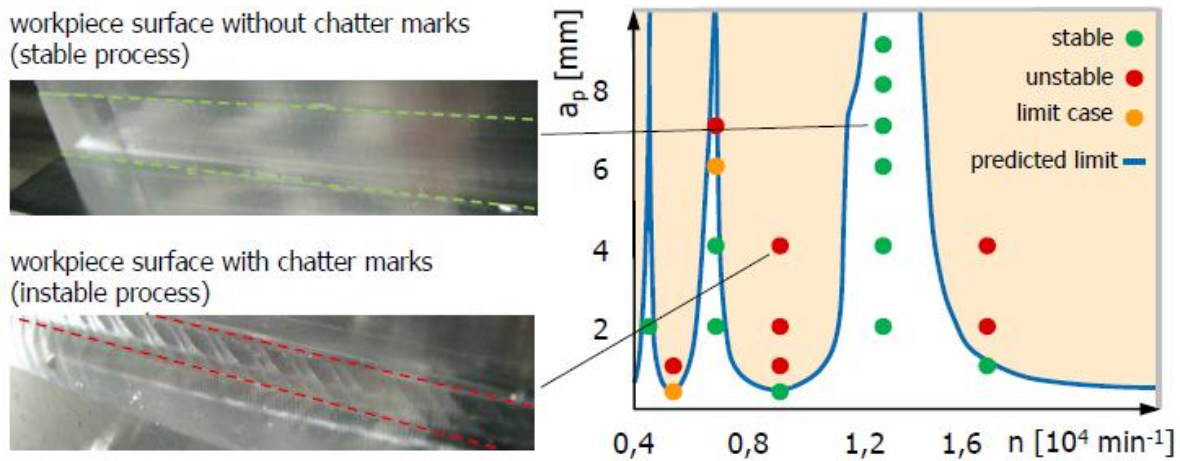 workpiece surface without chatter marks
(stable process)
workpiece surface with chatter marks
(instable process)
aₚ [mm]
8
6
4
2
0,4
0,8
1,2
1,6
n [10⁴ min⁻¹]
stable
unstable
limit case
predicted limit